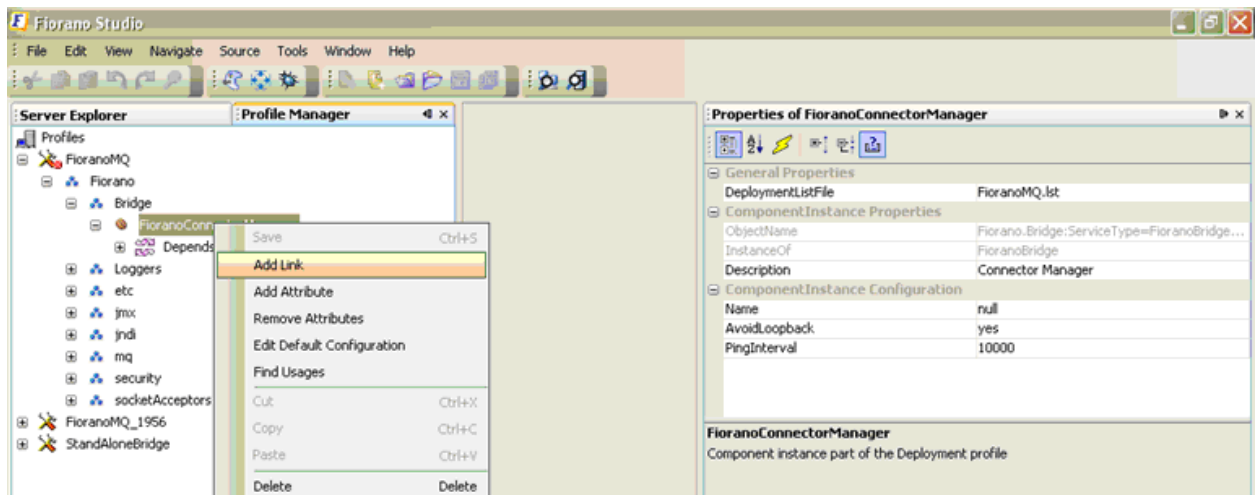 Fiorano Studio
File Edit View Navigate Source Tools Window Help
Server Explorer
Profile Manager
Profiles
FioranoMQ
Fiorano
Bridge
FioranoConn
Depends
Loggers
etc
jmx
jndi
mq
security
socketAcceptors
FioranoMQ_1956
StandAloneBridge
Save Ctrl+S
Add Link
Add Attribute
Remove Attributes
Edit Default Configuration
Find Usages
Cut Ctrl+X
Copy Ctrl+C
Paste Ctrl+V
Delete Delete
Properties of FioranoConnectorManager
General Properties
DeploymentListFile FioranoMQ.lst
ComponentInstance Properties
ObjectName Fiorano.Bridge:ServiceType=FioranoBridge...
InstanceOf FioranoBridge
Description Connector Manager
ComponentInstance Configuration
Name null
AvoidLoopback yes
PingInterval 10000
FioranoConnectorManager
Component instance part of the Deployment profile